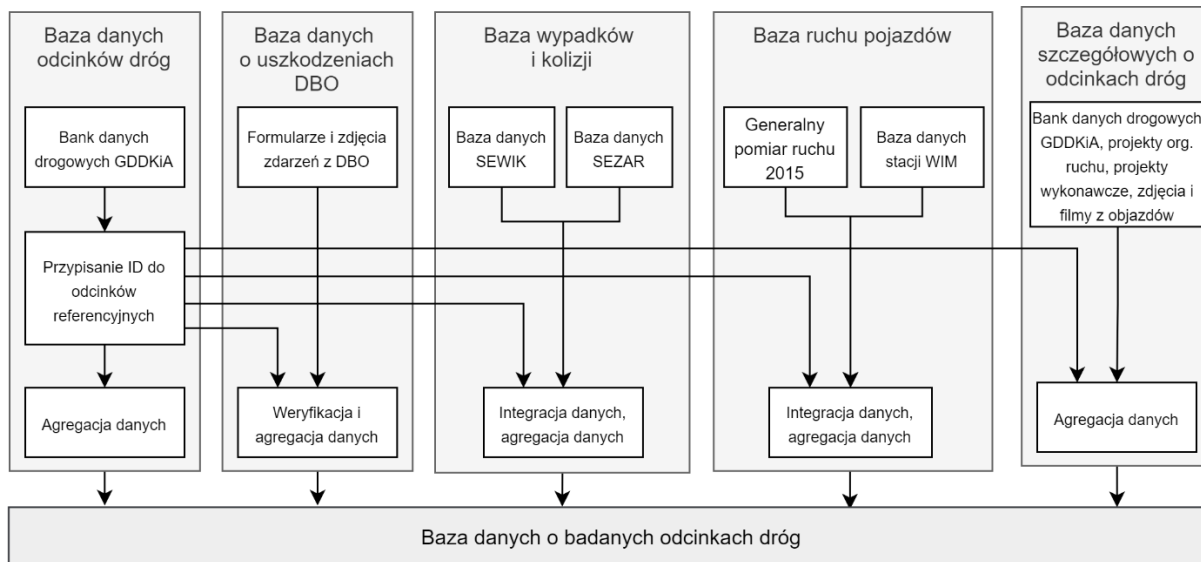 Baza danych
odcinków dróg
Bank danych
drogowych GDDKiA
Przypisanie ID do
odcinków
referencyjnych
Agregacja danych
Baza danych
o uszkodzeniach
DBO
Formularze i zdjęcia
zdarzeń z DBO
Weryfikacja i
agregacja danych
Baza wypadków
i kolizji
Baza danych
SEWIK
Baza danych
SEZAR
Integracja danych,
agregacja danych
Baza ruchu pojazdów
Generalny
pomiar ruchu
2015
Baza danych
stacji WIM
Integracja danych,
agregacja danych
Baza danych
szczegółowych o
odcinkach dróg
Bank danych drogowych
GDDKiA, projekty org.
ruchu, projekty
wykonawcze, zdjęcia i
filmy z objazdów
Agregacja danych
Baza danych o badanych odcinkach dróg